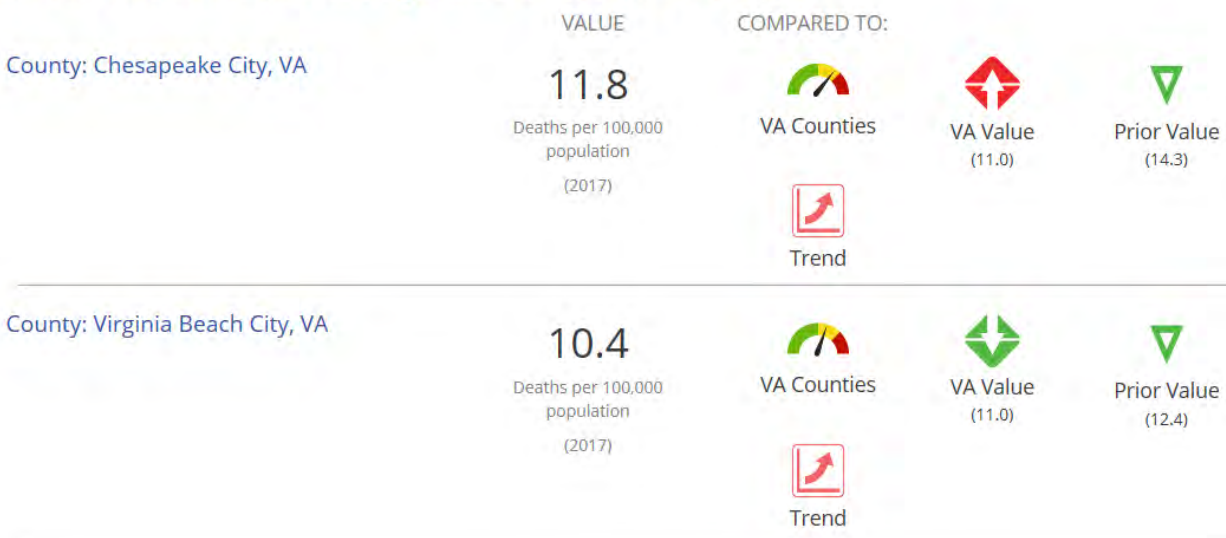 VALUE
COMPARED TO:
County: Chesapeake City, VA
11.8
Deaths per 100,000
population
(2017)
VA Counties
VA Value
(11.0)
Prior Value
(14.3)
Trend
County: Virginia Beach City, VA
10.4
Deaths per 100,000
population
(2017)
VA Counties
VA Value
(11.0)
Prior Value
(12.4)
Trend